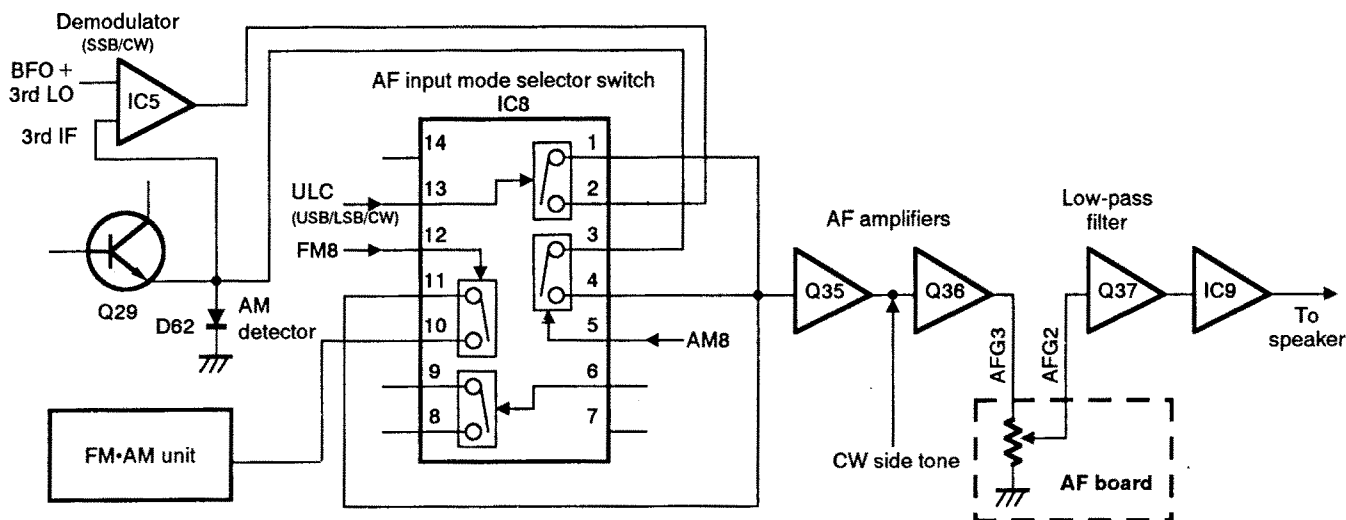 Demodulator
(SSB/CW)
BFO +
3rd LO
IC5
3rd IF
AF input mode selector switch
IC8
14
1
ULC
(USB/LSB/CW)
13
2
FM8
12
3
11
4
10
5
AM8
9
6
8
7
Q29
D62
AM
detector
FM•AM unit
AF amplifiers
Q35
Q36
CW side tone
Low-pass
filter
Q37
IC9
To
speaker
AFG3
AFG2
AF board